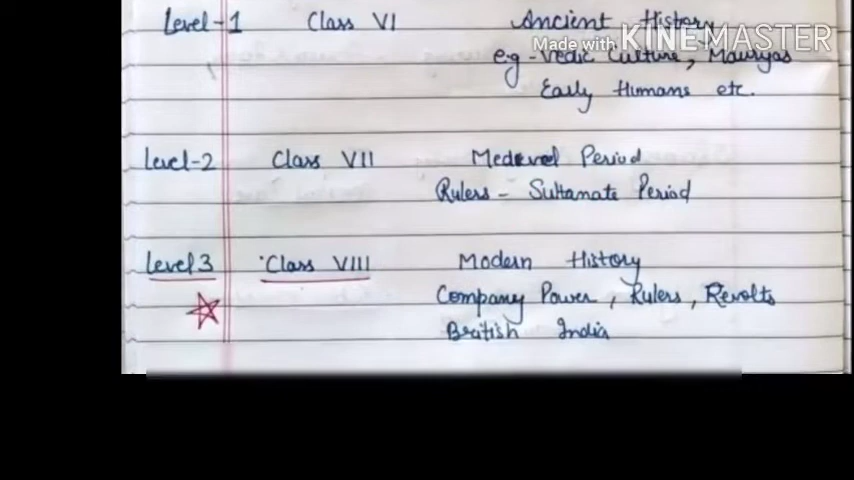 Level-1 Class VI Ancient History
Made with KINEMASTER
e.g - Vedic Culture, Mauryas
Early Humans etc.
Level-2 Class VII Medieval Period
Rulers - Sultanate Period
Level 3 Class VIII Modern History
Company Power, Rulers, Revolts
British India